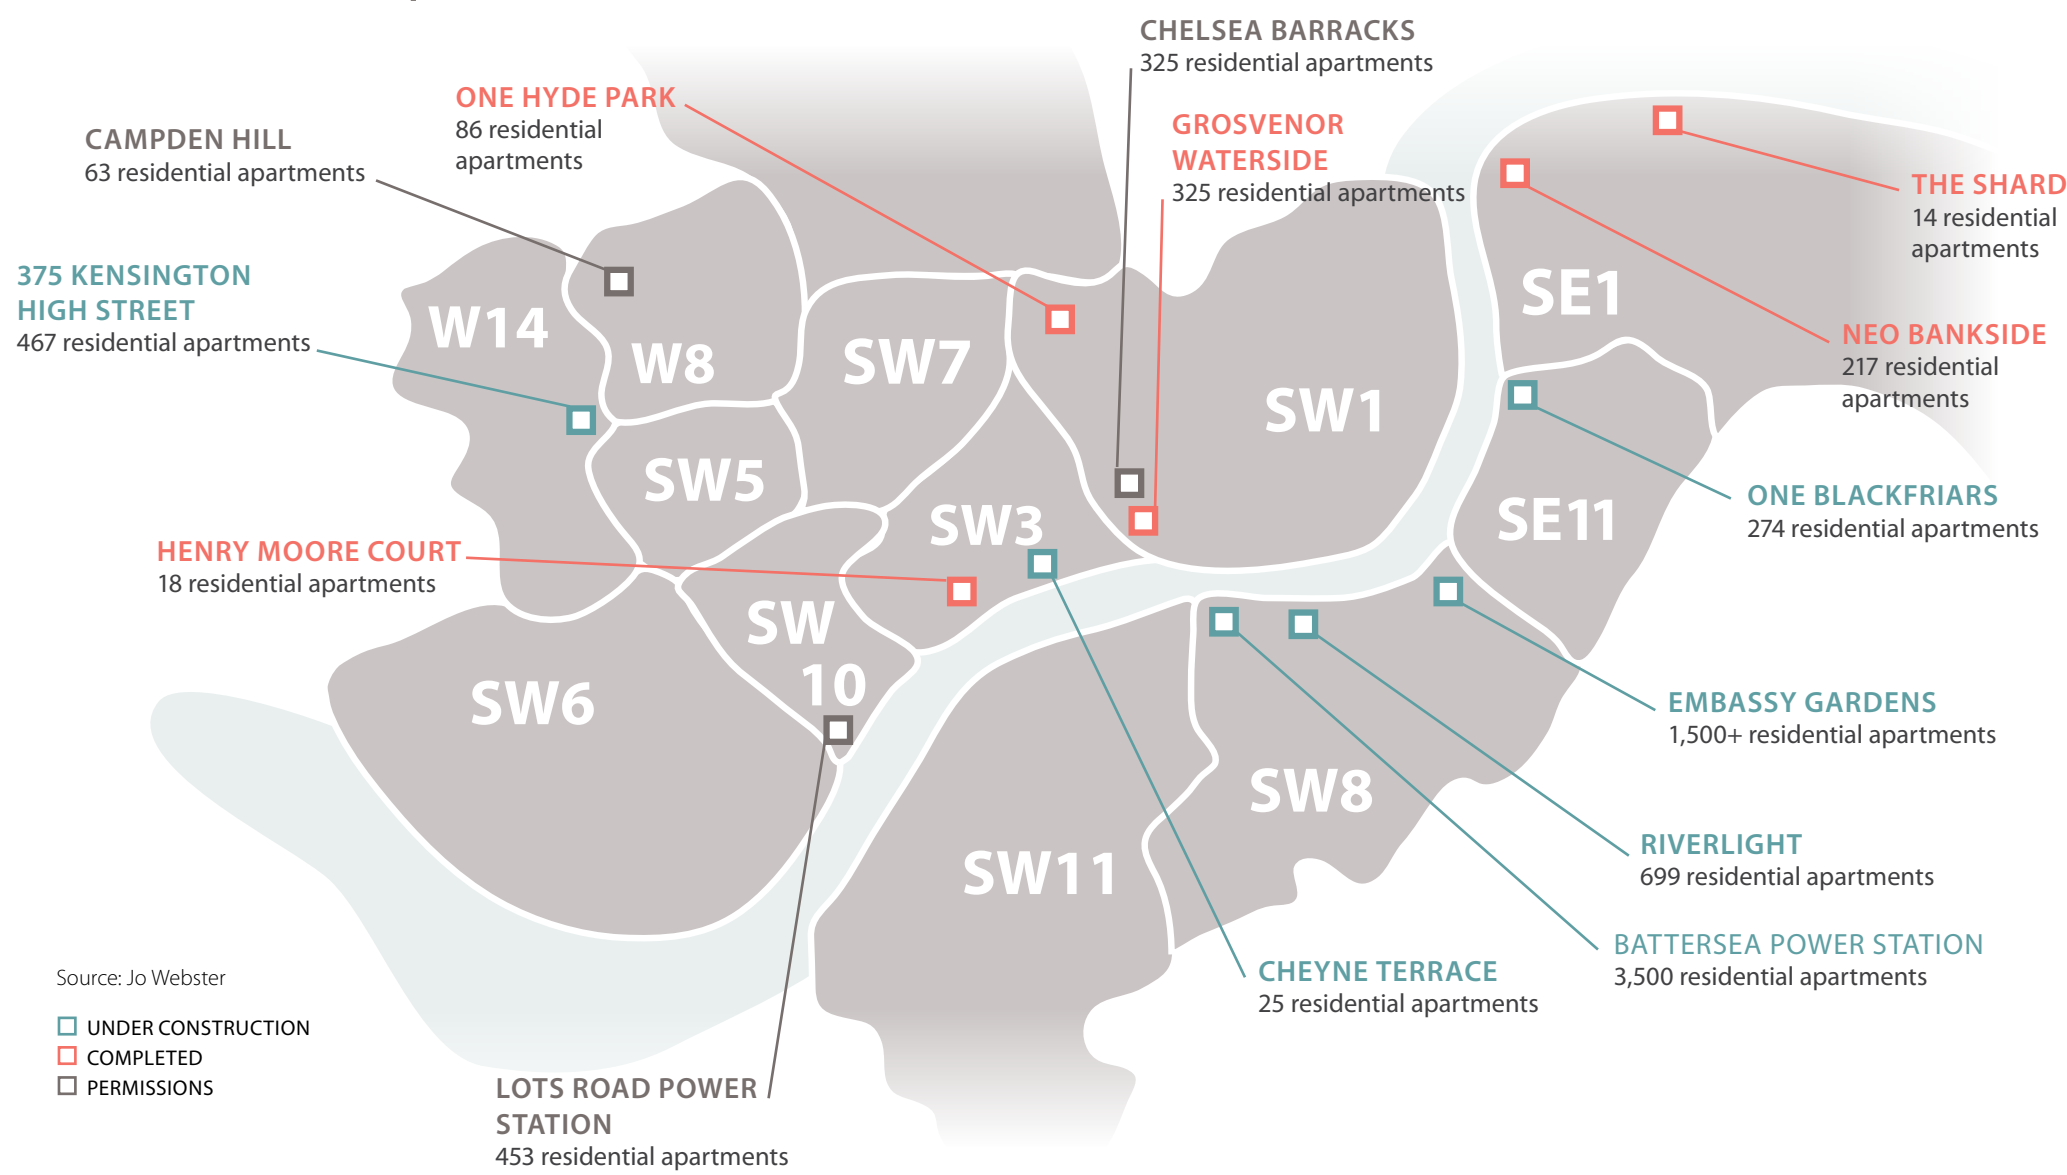 CHELSEA BARRACKS
325 residential apartments
ONE HYDE PARK
86 residential
apartments
GROSVENOR
WATERSIDE
325 residential apartments
CAMPDEN HILL
63 residential apartments
THE SHARD
14 residential
apartments
375 KENSINGTON
HIGH STREET
467 residential apartments
W14
W8
SW7
SW1
SE1
NEO BANKSIDE
217 residential
apartments
SW5
SW3
SE11
ONE BLACKFRIARS
274 residential apartments
HENRY MOORE COURT
18 residential apartments
SW
10
SW6
EMBASSY GARDENS
1,500+ residential apartments
SW8
SW11
RIVERLIGHT
699 residential apartments
BATTERSEA POWER STATION
3,500 residential apartments
CHEYNE TERRACE
25 residential apartments
Source: Jo Webster
UNDER CONSTRUCTION
COMPLETED
PERMISSIONS
LOTS ROAD POWER
STATION
453 residential apartments